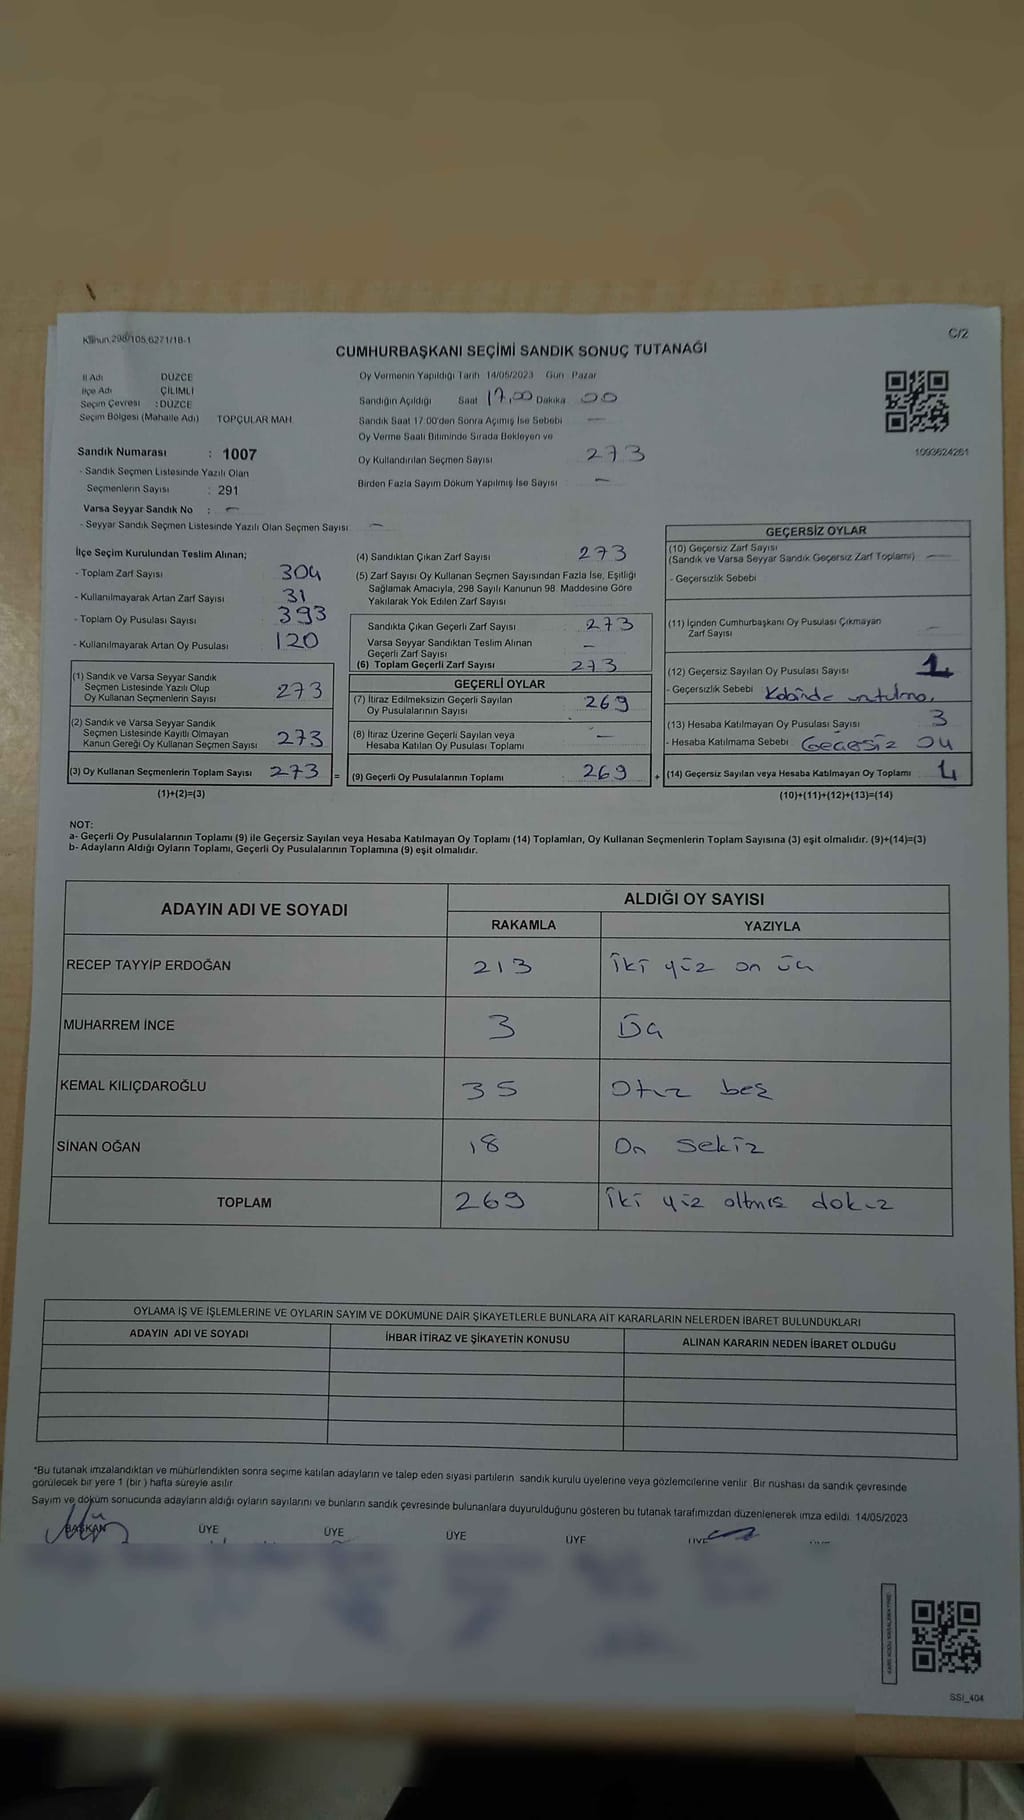 C/2
CUMHURBAŞKANI SEÇİMİ SANDIK SONUÇ TUTANAĞI
İl Adı DÜZCE
İlçe Adı ÇİLİMLİ
Seçim Çevresi : DÜZCE
Seçim Bölgesi (Mahalle Adı) TOPÇULAR MAH.
Sandık Numarası : 1007
- Sandık Seçmen Listesinde Yazılı Olan
Seçmenlerin Sayısı : 291
Varsa Seyyar Sandık No : -
- Seyyar Sandık Seçmen Listesinde Yazılı Olan Seçmen Sayısı -
Oy Vermenin Yapıldığı Tarih 14/05/2023 Gün Pazar
Sandığın Açıldığı Saat 17,00 Dakika 00
Sandık Saat 17:00'den Sonra Açılmış İse Sebebi -
Oy Verme Saati Bitiminde Sırada Bekleyen ve
Oy Kullandırılan Seçmen Sayısı 273
Birden Fazla Sayım Döküm Yapılmış İse Sayısı -
1093624261
İlçe Seçim Kurulundan Teslim Alınan;
- Toplam Zarf Sayısı 304
- Kullanılmayarak Artan Zarf Sayısı 31
- Toplam Oy Pusulası Sayısı 393
- Kullanılmayarak Artan Oy Pusulası 120
(1) Sandık ve Varsa Seyyar Sandık
Seçmen Listesinde Yazılı Olup
Oy Kullanan Seçmenlerin Sayısı 273
(2) Sandık ve Varsa Seyyar Sandık
Seçmen Listesinde Kayıtlı Olmayan
Kanun Gereği Oy Kullanan Seçmen Sayısı 273
(3) Oy Kullanan Seçmenlerin Toplam Sayısı 273 =
(1)+(2)=(3)
(4) Sandıktan Çıkan Zarf Sayısı 273
(5) Zarf Sayısı Oy Kullanan Seçmen Sayısından Fazla İse, Eşitliği
Sağlamak Amacıyla, 298 Sayılı Kanunun 98. Maddesine Göre
Yakılarak Yok Edilen Zarf Sayısı
Sandıkta Çıkan Geçerli Zarf Sayısı 273
Varsa Seyyar Sandıktan Teslim Alınan
Geçerli Zarf Sayısı -
(6) Toplam Geçerli Zarf Sayısı 273
GEÇERLİ OYLAR
(7) İtiraz Edilmeksizin Geçerli Sayılan
Oy Pusulalarının Sayısı 269
(8) İtiraz Üzerine Geçerli Sayılan veya
Hesaba Katılan Oy Pusulası Toplamı -
(9) Geçerli Oy Pusulalarının Toplamı 269 +
GEÇERSİZ OYLAR
(10) Geçersiz Zarf Sayısı
(Sandık ve Varsa Seyyar Sandık Geçersiz Zarf Toplamı) -
- Geçersizlik Sebebi
(11) İçinden Cumhurbaşkanı Oy Pusulası Çıkmayan
Zarf Sayısı -
(12) Geçersiz Sayılan Oy Pusulası Sayısı 1
- Geçersizlik Sebebi Kabinde
(13) Hesaba Katılmayan Oy Pusulası Sayısı 3
- Hesaba Katılmama Sebebi Geçersiz oy
(14) Geçersiz Sayılan veya Hesaba Katılmayan Oy Toplamı
(10)+(11)+(12)+(13)=(14)
NOT:
a- Geçerli Oy Pusulalarının Toplamı (9) ile Geçersiz Sayılan veya Hesaba Katılmayan Oy Toplamı (14) Toplamları, Oy Kullanan Seçmenlerin Toplam Sayısına (3) eşit olmalıdır. (9)+(14)=(3)
b- Adayların Aldığı Oyların Toplamı, Geçerli Oy Pusulalarının Toplamına (9) eşit olmalıdır.
ADAYIN ADI VE SOYADI ALDIĞI OY SAYISI
RAKAMLA YAZIYLA
RECEP TAYYİP ERDOĞAN 213 İki yüz on üç
MUHARREM İNCE 3 Üç
KEMAL KILIÇDAROĞLU 35 Otuz beş
SİNAN OĞAN 18 On sekiz
TOPLAM 269 İki yüz altmış dokuz
OYLAMA İŞ VE İŞLEMLERİNE VE OYLARIN SAYIM VE DÖKÜMÜNE DAİR ŞİKAYETLERLE BUNLARA AİT KARARLARIN NELERDEN İBARET BULUNDUKLARI
ADAYIN ADI VE SOYADI İHBAR İTİRAZ VE ŞİKAYETİN KONUSU ALINAN KARARIN NEDEN İBARET OLDUĞU
*Bu tutanak imzalandıktan ve mühürlendikten sonra seçime katılan adayların ve talep eden siyasi partilerin sandık kurulu üyelerine veya gözlemcilerine verilir. Bir nüshası da sandık çevresinde
görülecek bir yere 1 (bir) hafta süreyle asılır.
Sayım ve döküm sonucunda adayların aldığı oyların sayılarını ve bunların sandık çevresinde bulunanlara duyurulduğunu gösteren bu tutanak tarafımızdan düzenlenerek imza edildi. 14/05/2023
BAŞKAN ÜYE ÜYE ÜYE ÜYE ÜYE
SSI_404